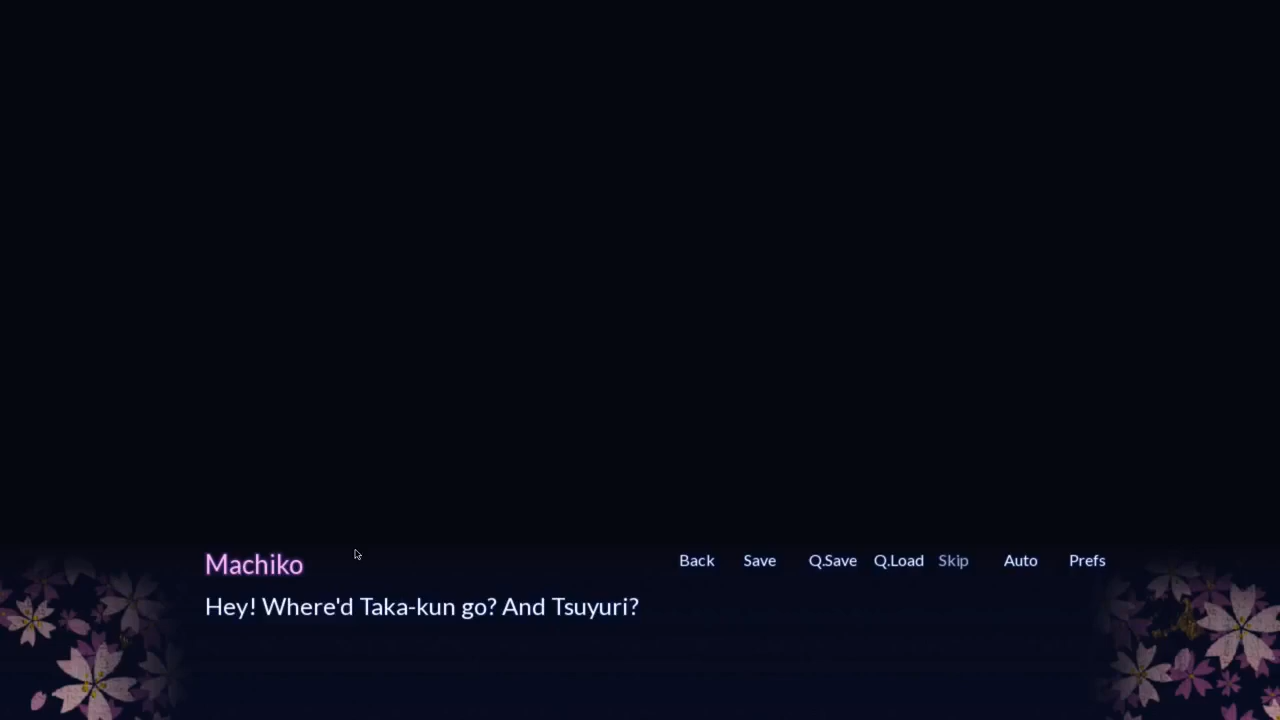 Machiko
Back Save Q.Save Q.Load Skip Auto Prefs
Hey! Where'd Taka-kun go? And Tsuyuri?